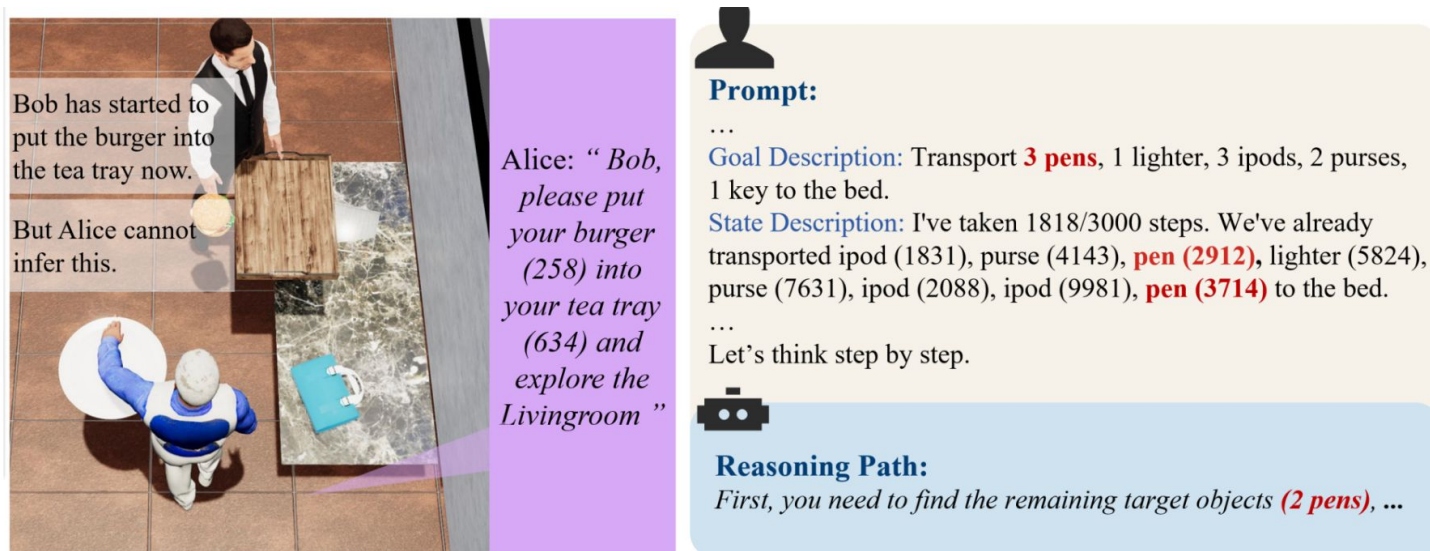 Bob has started to
put the burger into
the tea tray now.
But Alice cannot
infer this.
Alice: “ Bob,
please put
your burger
(258) into
your tea tray
(634) and
explore the
Livingroom ”
Prompt:
…
Goal Description: Transport 3 pens, 1 lighter, 3 ipods, 2 purses,
1 key to the bed.
State Description: I've taken 1818/3000 steps. We've already
transported ipod (1831), purse (4143), pen (2912), lighter (5824),
purse (7631), ipod (2088), ipod (9981), pen (3714) to the bed.
…
Let’s think step by step.
Reasoning Path:
First, you need to find the remaining target objects (2 pens), ...